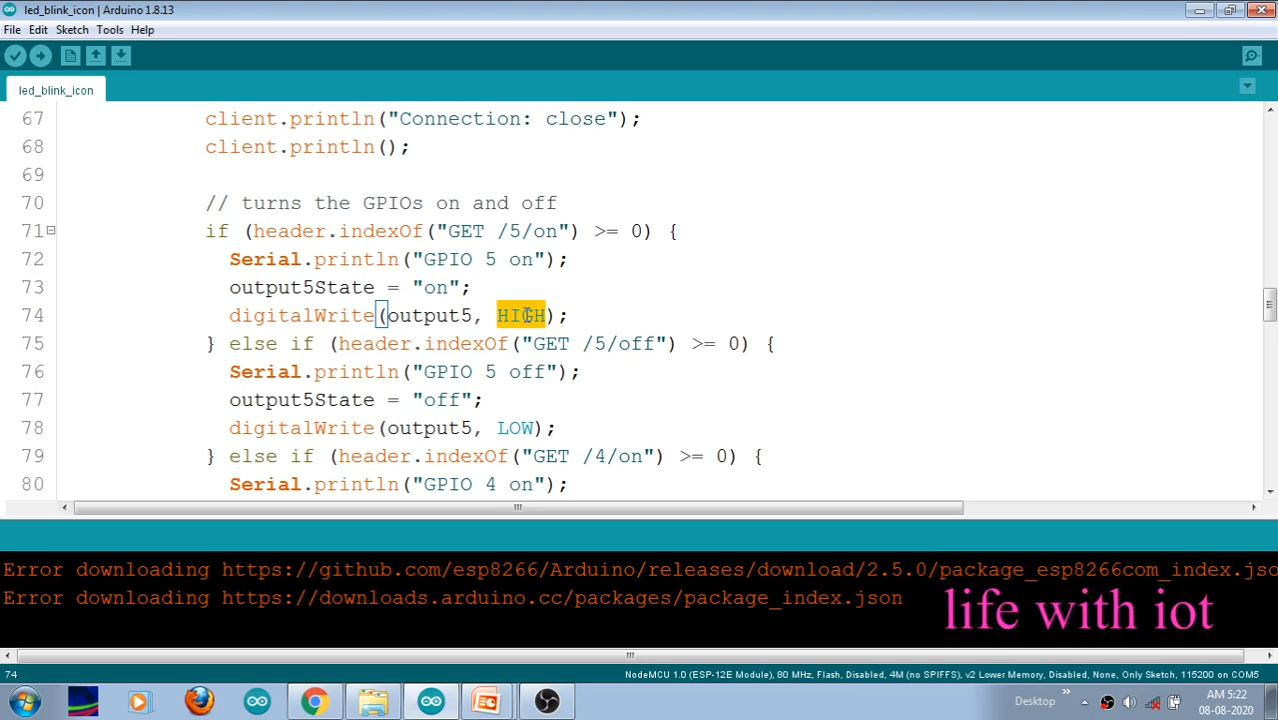 led_blink_icon | Arduino 1.8.13
File Edit Sketch Tools Help
led_blink_icon
67 client.println("Connection: close");
68 client.println();
69
70 // turns the GPIOs on and off
71 if (header.indexOf("GET /5/on") >= 0) {
72 Serial.println("GPIO 5 on");
73 output5State = "on";
74 digitalWrite(output5, HIGH);
75 } else if (header.indexOf("GET /5/off") >= 0) {
76 Serial.println("GPIO 5 off");
77 output5State = "off";
78 digitalWrite(output5, LOW);
79 } else if (header.indexOf("GET /4/on") >= 0) {
80 Serial.println("GPIO 4 on");
Error downloading https://github.com/esp8266/Arduino/releases/download/2.5.0/package_esp8266com_index.jso
Error downloading https://downloads.arduino.cc/packages/package_index.json
life with iot
74 NodeMCU 1.0 (ESP-12E Module), 80 MHz, Flash, Disabled, 4M (no SPIFFS), v2 Lower Memory, Disabled, None, Only Sketch, 115200 on COM5
Desktop
AM 5:22
08-08-2020